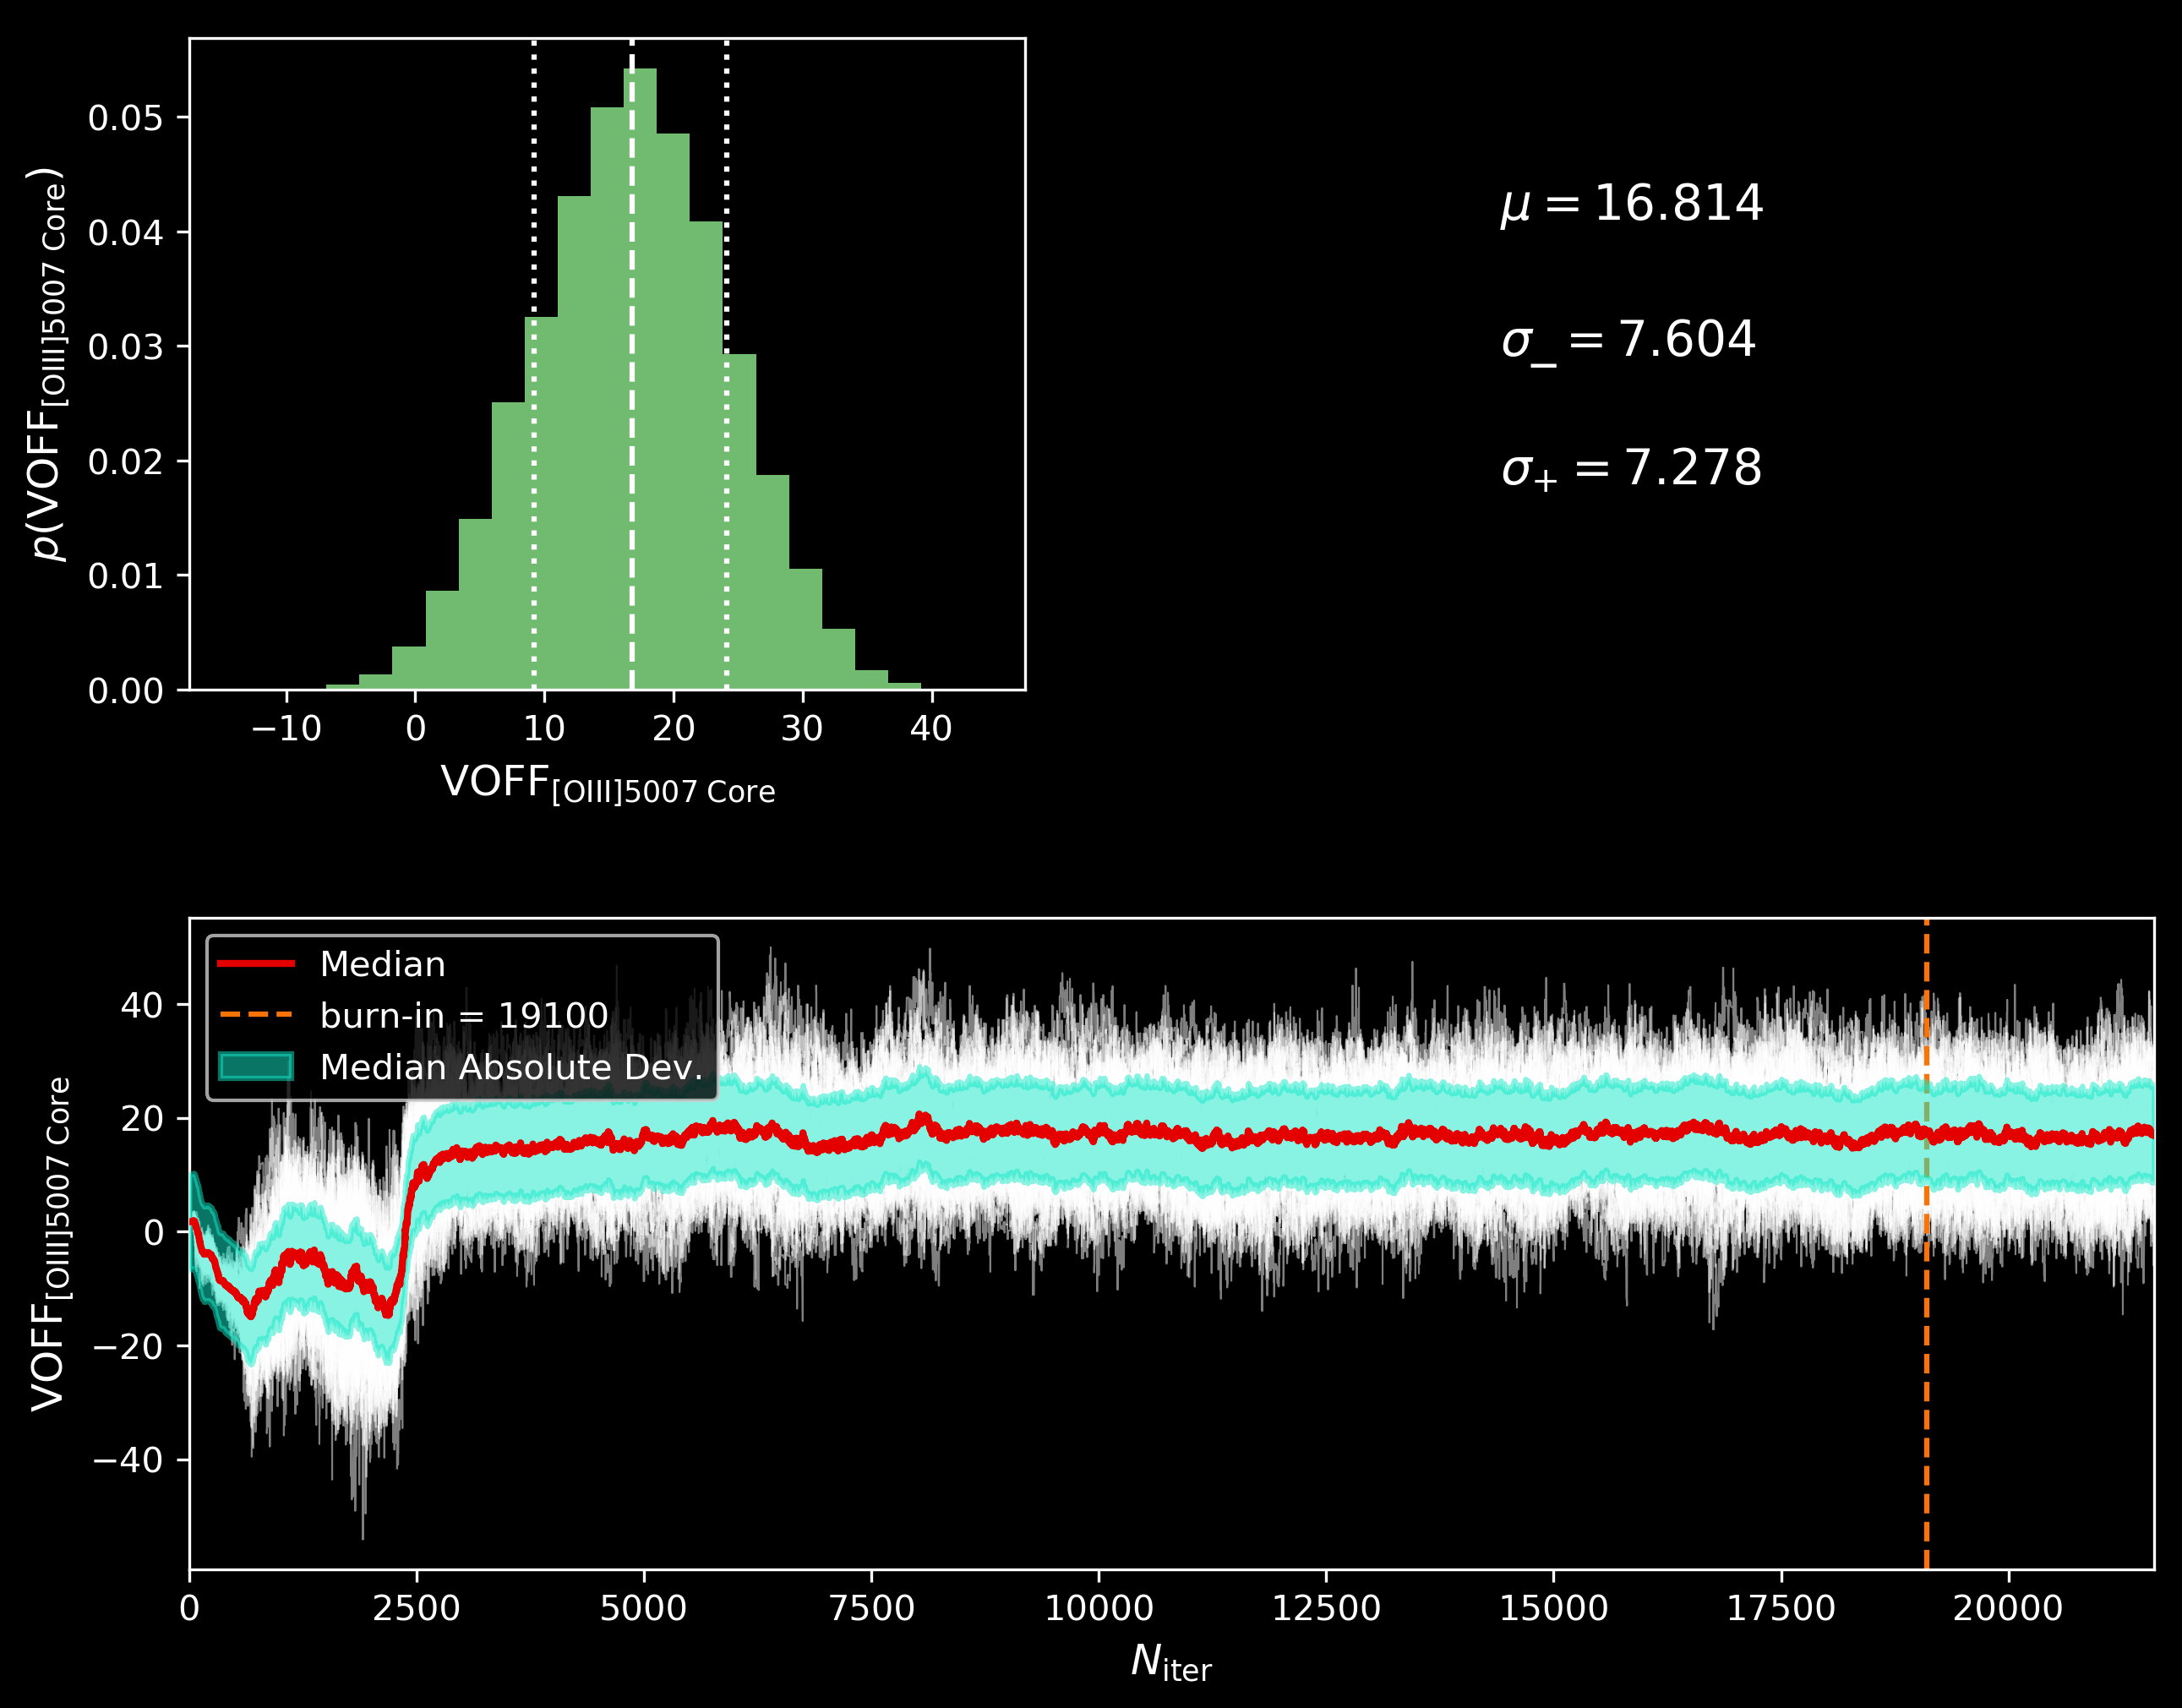 p(VOFF[OIII]5007 Core)
0.05
0.04
0.03
0.02
0.01
0.00
−10 0 10 20 30 40
VOFF[OIII]5007 Core
μ = 16.814
σ− = 7.604
σ+ = 7.278
VOFF[OIII]5007 Core
40
20
0
−20
−40
Median
burn-in = 19100
Median Absolute Dev.
0 2500 5000 7500 10000 12500 15000 17500 20000
Niter